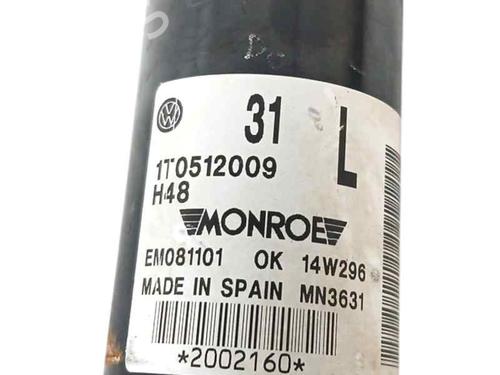 31 L
1T0512009
H48
MONROE
EM081101 OK 14W296
MADE IN SPAIN MN3631
*2002160*